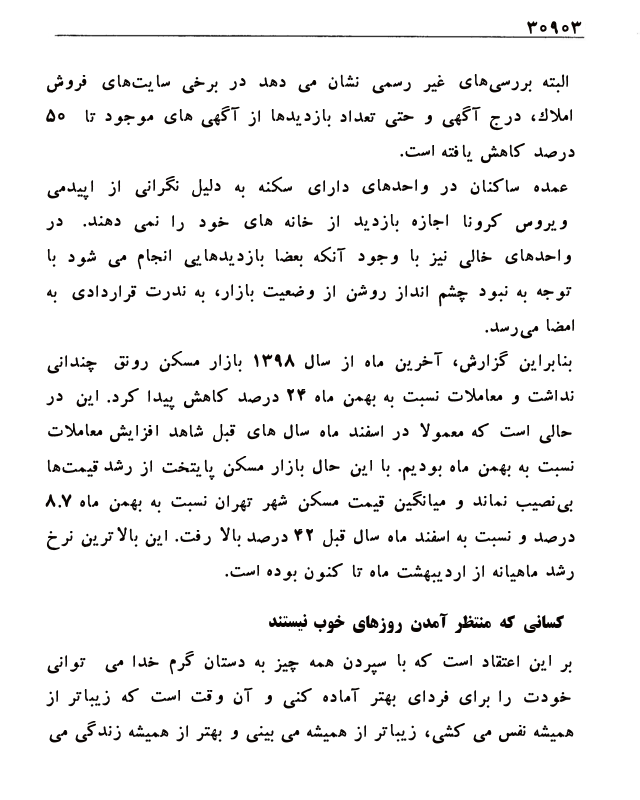 ۳۰۹۰۳
البته بررسی‌های غیر رسمی نشان می دهد در برخی سایت‌های فروش
املاك، درج آگهی و حتی تعداد بازدیدها از آگهی های موجود تا ۵۰
درصد کاهش یافته است.
عمده ساکنان در واحدهای دارای سکنه به دلیل نگرانی از اپیدمی
ویروس کرونا اجازه بازدید از خانه های خود را نمی دهند. در
واحدهای خالی نیز با وجود آنکه بعضا بازدیدهایی انجام می شود با
توجه به نبود چشم انداز روشن از وضعیت بازار، به ندرت قراردادی به
امضا می‌رسد.
بنابراین گزارش، آخرین ماه از سال ۱۳۹۸ بازار مسکن رونق چندانی
نداشت و معاملات نسبت به بهمن ماه ۲۴ درصد کاهش پیدا کرد. این در
حالی است که معمولا در اسفند ماه سال های قبل شاهد افزایش معاملات
نسبت به بهمن ماه بودیم. با این حال بازار مسکن پایتخت از رشد قیمت‌ها
بی‌نصیب نماند و میانگین قیمت مسکن شهر تهران نسبت به بهمن ماه ۸.۷
درصد و نسبت به اسفند ماه سال قبل ۴۲ درصد بالا رفت. این بالاترین نرخ
رشد ماهیانه از اردیبهشت ماه تا کنون بوده است.
کسانی که منتظر آمدن روزهای خوب نیستند
بر این اعتقاد است که با سپردن همه چیز به دستان گرم خدا می توانی
خودت را برای فردای بهتر آماده کنی و آن وقت است که زیباتر از
همیشه نفس می کشی، زیباتر از همیشه می بینی و بهتر از همیشه زندگی می